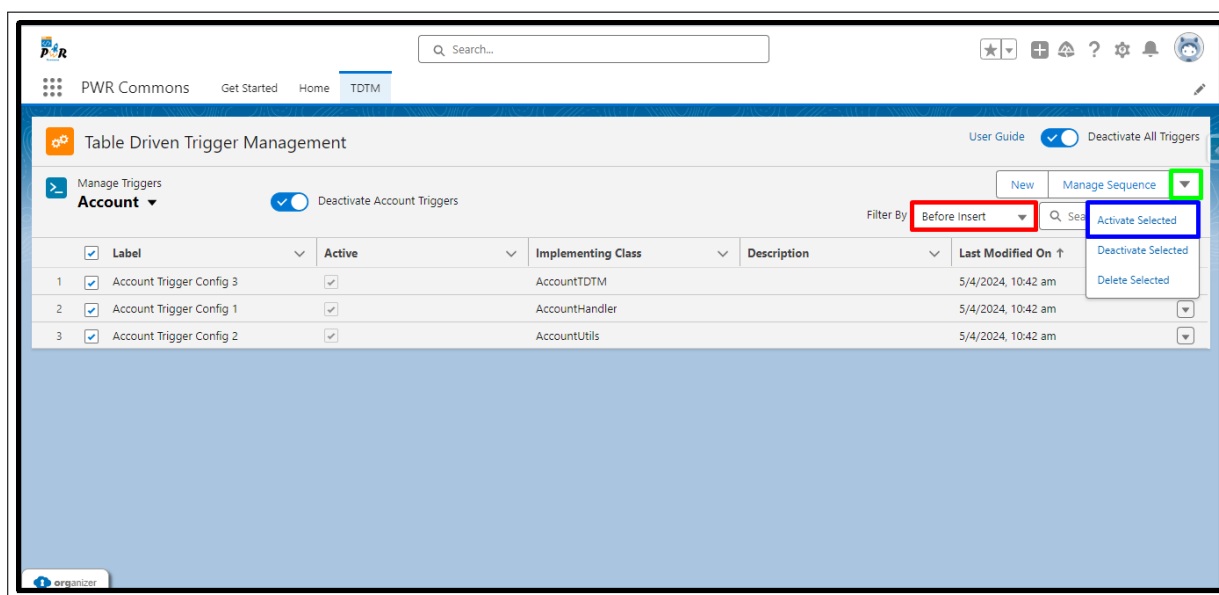 PWR
Search...
PWR Commons Get Started Home TDTM
Table Driven Trigger Management
User Guide Deactivate All Triggers
Manage Triggers
Account
Deactivate Account Triggers
New Manage Sequence
Filter By Before Insert Sea
Activate Selected
Deactivate Selected
Delete Selected
Label Active Implementing Class Description Last Modified On ↑
1 Account Trigger Config 3 AccountTDTM 5/4/2024, 10:42 am
2 Account Trigger Config 1 AccountHandler 5/4/2024, 10:42 am
3 Account Trigger Config 2 AccountUtils 5/4/2024, 10:42 am
organizer